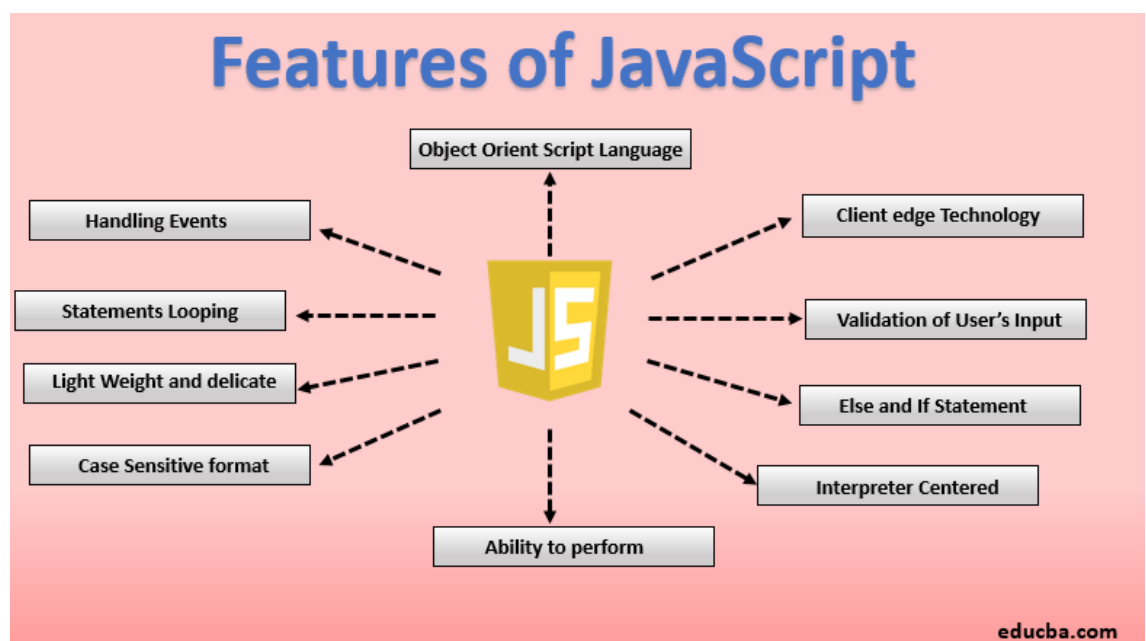 Features of JavaScript
Object Orient Script Language
Handling Events
Client edge Technology
Statements Looping
Validation of User's Input
Light Weight and delicate
Else and If Statement
Case Sensitive format
Interpreter Centered
Ability to perform
JS
educba.com